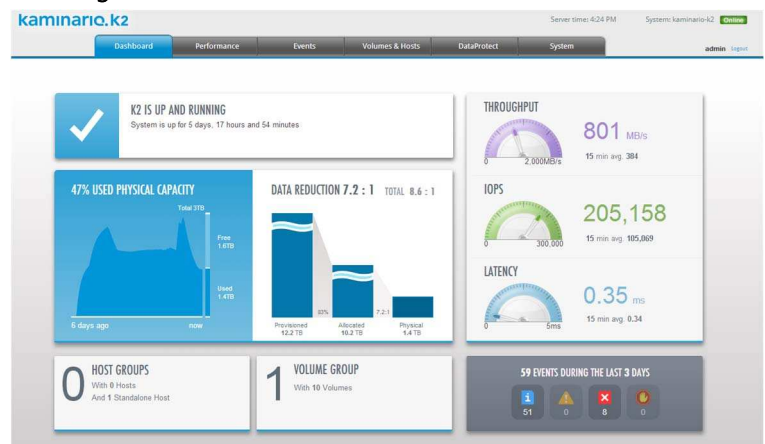 kaminario.k2
Server time: 4:24 PM System: kaminario-k2 Online
Dashboard Performance Events Volumes & Hosts DataProtect System
admin logout
K2 IS UP AND RUNNING
System is up for 5 days, 17 hours and 54 minutes
47% USED PHYSICAL CAPACITY
Total 3TB
Free
1.6TB
Used
1.4TB
6 days ago now
DATA REDUCTION 7.2 : 1 TOTAL 8.6 : 1
83% 7.2:1
Provisioned Allocated Physical
12.2 TB 10.2 TB 1.4 TB
THROUGHPUT
801 MB/s
15 min avg. 384
0 2,000MB/s
IOPS
205,158
15 min avg. 105,069
0 300,000
LATENCY
0.35 ms
15 min avg. 0.34
0 5ms
0 HOST GROUPS
With 0 Hosts
And 1 Standalone Host
1 VOLUME GROUP
With 10 Volumes
59 EVENTS DURING THE LAST 3 DAYS
51 0 8 0